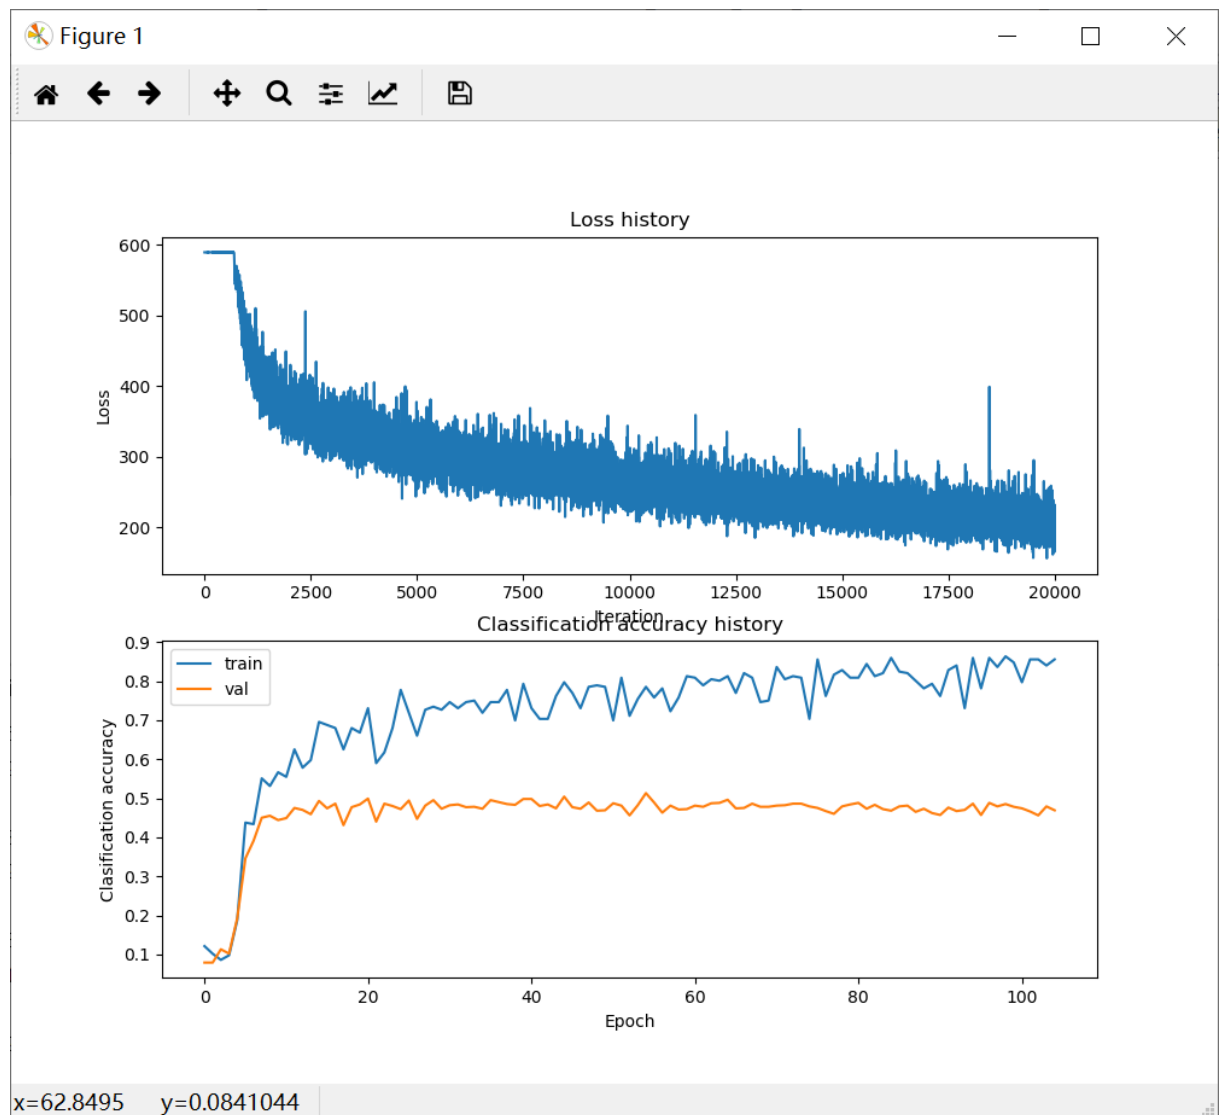 Figure 1
Loss history
600
500
400
300
200
Loss
0 2500 5000 7500 10000 12500 15000 17500 20000
Iteration
Classification accuracy history
0.9
0.8
0.7
0.6
0.5
0.4
0.3
0.2
0.1
Clasification accuracy
train
val
0 20 40 60 80 100
Epoch
x=62.8495 y=0.0841044